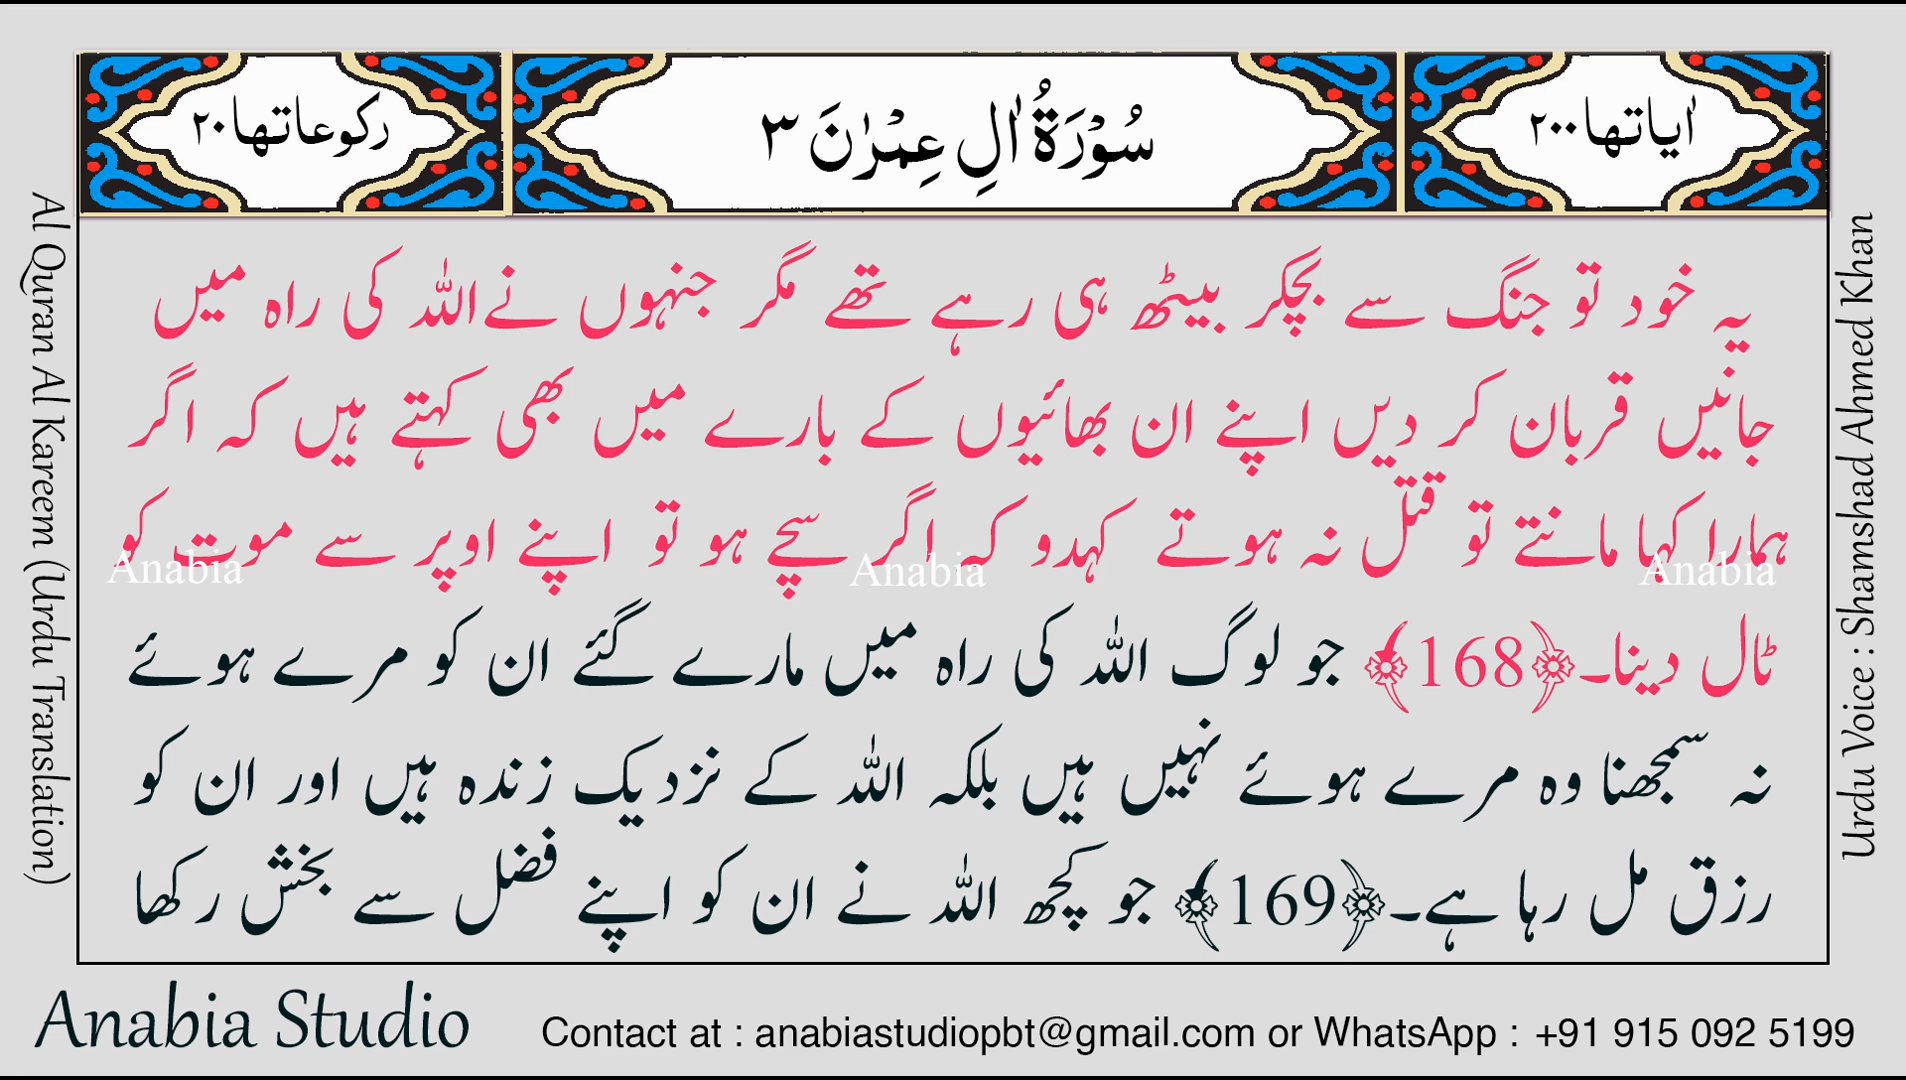 اٰیاتها۲۰۰
سُوۡرَۃُ اٰلِ عِمۡرٰنَ ۳
رکوعاتها۲۰
یہ خود تو جنگ سے بچکر بیٹھ ہی رہے تھے مگر جنہوں نے اللہ کی راہ میں
جانیں قربان کر دیں اپنے ان بھائیوں کے بارے میں بھی کہتے ہیں کہ اگر
ہمارا کہا مانتے تو قتل نہ ہوتے کہدو کہ اگر سچے ہو تو اپنے اوپر سے موت کو
ٹال دینا۔﴿168﴾ جو لوگ اللہ کی راہ میں مارے گئے ان کو مرے ہوئے
نہ سمجھنا وہ مرے ہوئے نہیں ہیں بلکہ اللہ کے نزدیک زندہ ہیں اور ان کو
رزق مل رہا ہے۔﴿169﴾ جو کچھ اللہ نے ان کو اپنے فضل سے بخش رکھا
Anabia Anabia Anabia
Al Quran Al Kareem (Urdu Translation)
Urdu Voice : Shamshad Ahmed Khan
Anabia Studio
Contact at : anabiastudiopbt@gmail.com or WhatsApp : +91 915 092 5199